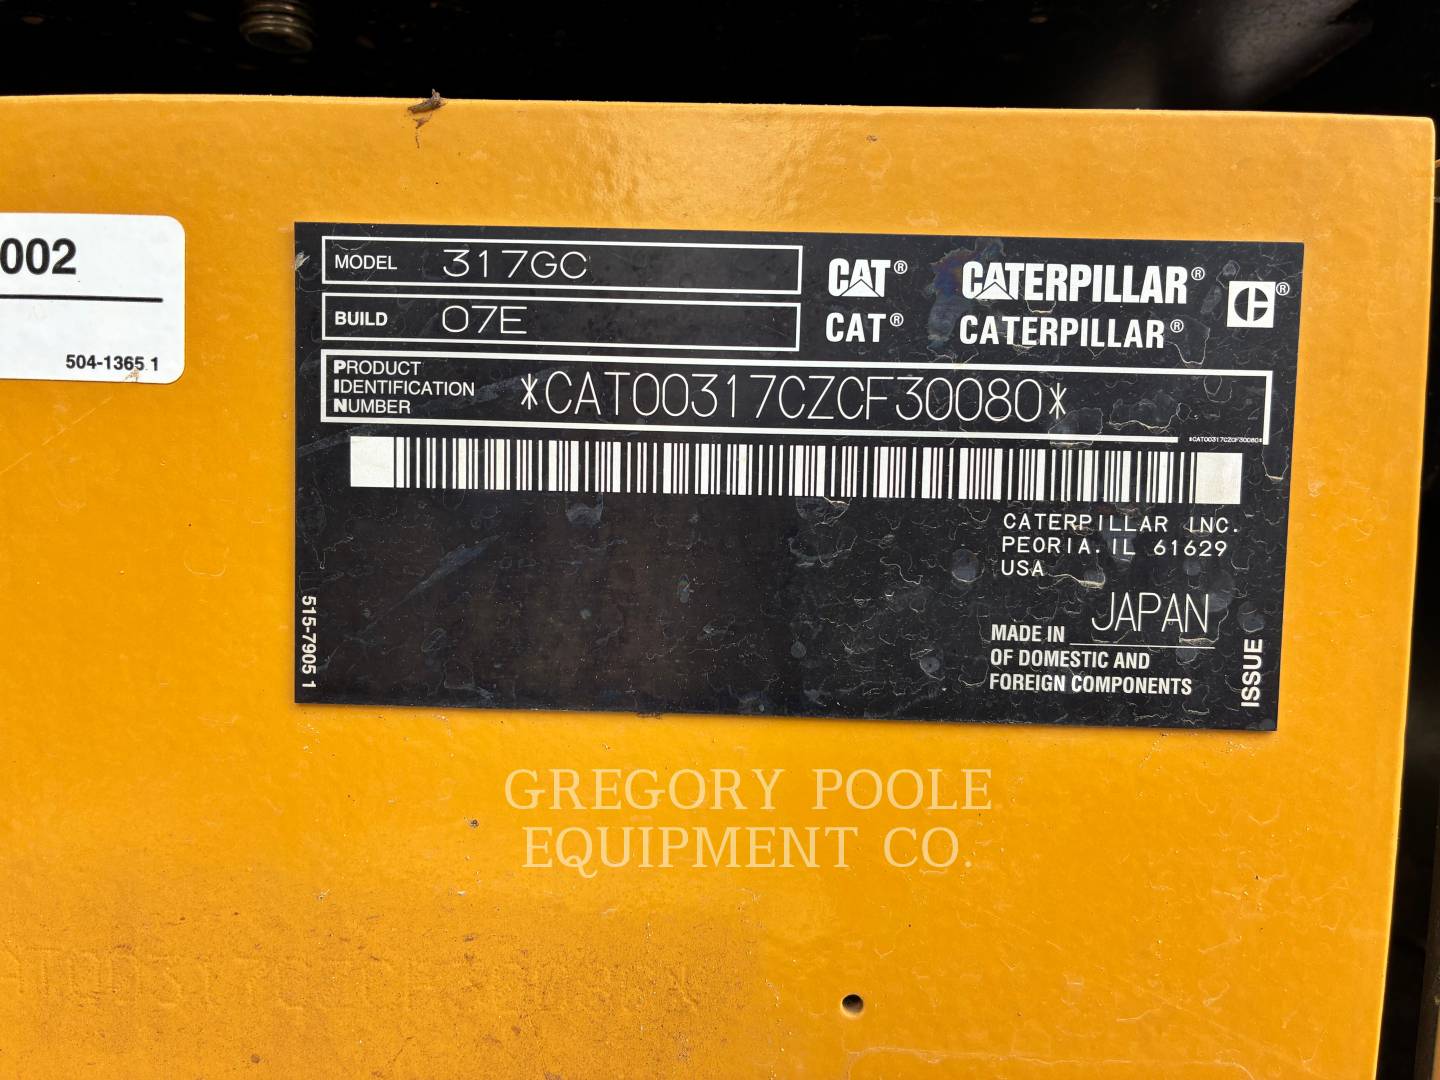 002
504-1365 1
MODEL 317GC
BUILD 07E
CAT® CATERPILLAR®
CAT® CATERPILLAR®
PRODUCT
IDENTIFICATION
NUMBER
*CAT00317CZCF30080*
*CAT00317CZCF30080*
CATERPILLAR INC.
PEORIA. IL 61629
USA
MADE IN JAPAN
OF DOMESTIC AND
FOREIGN COMPONENTS
ISSUE
515-7905 1
GREGORY POOLE
EQUIPMENT CO.